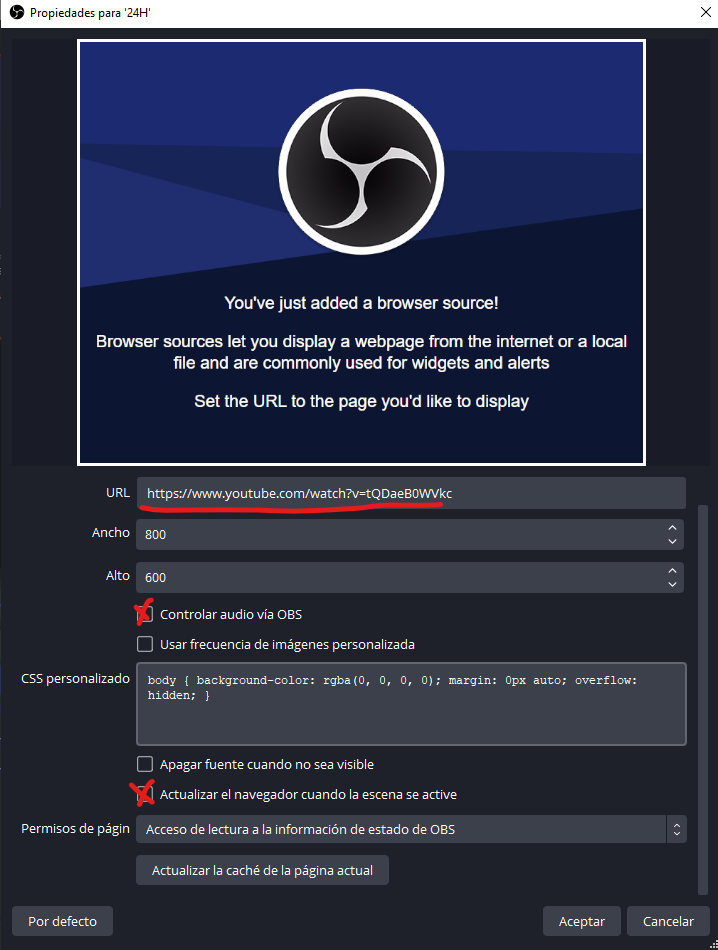 Propiedades para '24H'
You've just added a browser source!
Browser sources let you display a webpage from the internet or a local
file and are commonly used for widgets and alerts
Set the URL to the page you'd like to display
URL
https://www.youtube.com/watch?v=tQDaeB0WVkc
Ancho
800
Alto
600
Controlar audio vía OBS
Usar frecuencia de imágenes personalizada
CSS personalizado
body { background-color: rgba(0, 0, 0, 0); margin: 0px auto; overflow:
hidden; }
Apagar fuente cuando no sea visible
Actualizar el navegador cuando la escena se active
Permisos de págin
Acceso de lectura a la información de estado de OBS
Actualizar la caché de la página actual
Por defecto
Aceptar
Cancelar